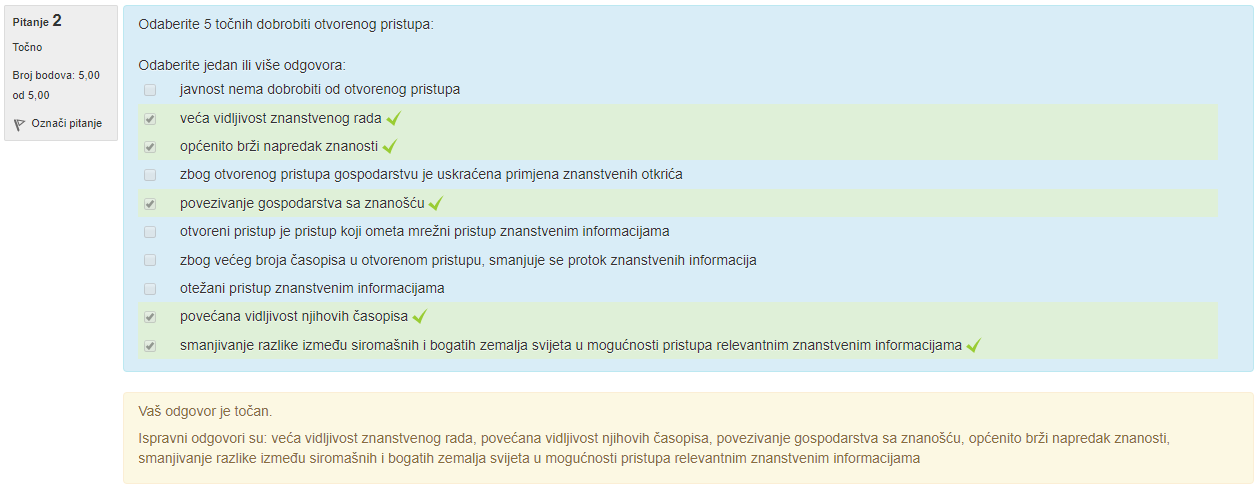 Pitanje 2
Točno
Broj bodova: 5,00
od 5,00
Označi pitanje
Odaberite 5 točnih dobrobiti otvorenog pristupa:
Odaberite jedan ili više odgovora:
javnost nema dobrobiti od otvorenog pristupa
veća vidljivost znanstvenog rada
općenito brži napredak znanosti
zbog otvorenog pristupa gospodarstvu je uskraćena primjena znanstvenih otkrića
povezivanje gospodarstva sa znanošću
otvoreni pristup je pristup koji ometa mrežni pristup znanstvenim informacijama
zbog većeg broja časopisa u otvorenom pristupu, smanjuje se protok znanstvenih informacija
otežani pristup znanstvenim informacijama
povećana vidljivost njihovih časopisa
smanjivanje razlike između siromašnih i bogatih zemalja svijeta u mogućnosti pristupa relevantnim znanstvenim informacijama
Vaš odgovor je točan.
Ispravni odgovori su: veća vidljivost znanstvenog rada, povećana vidljivost njihovih časopisa, povezivanje gospodarstva sa znanošću, općenito brži napredak znanosti,
smanjivanje razlike između siromašnih i bogatih zemalja svijeta u mogućnosti pristupa relevantnim znanstvenim informacijama